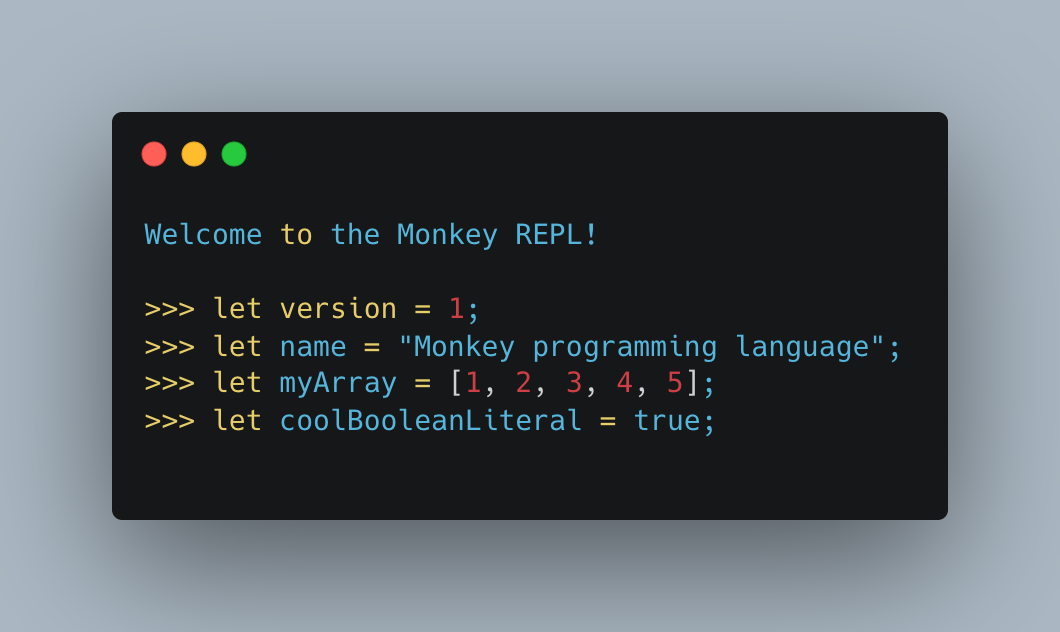 Welcome to the Monkey REPL!
>>> let version = 1;
>>> let name = "Monkey programming language";
>>> let myArray = [1, 2, 3, 4, 5];
>>> let coolBooleanLiteral = true;